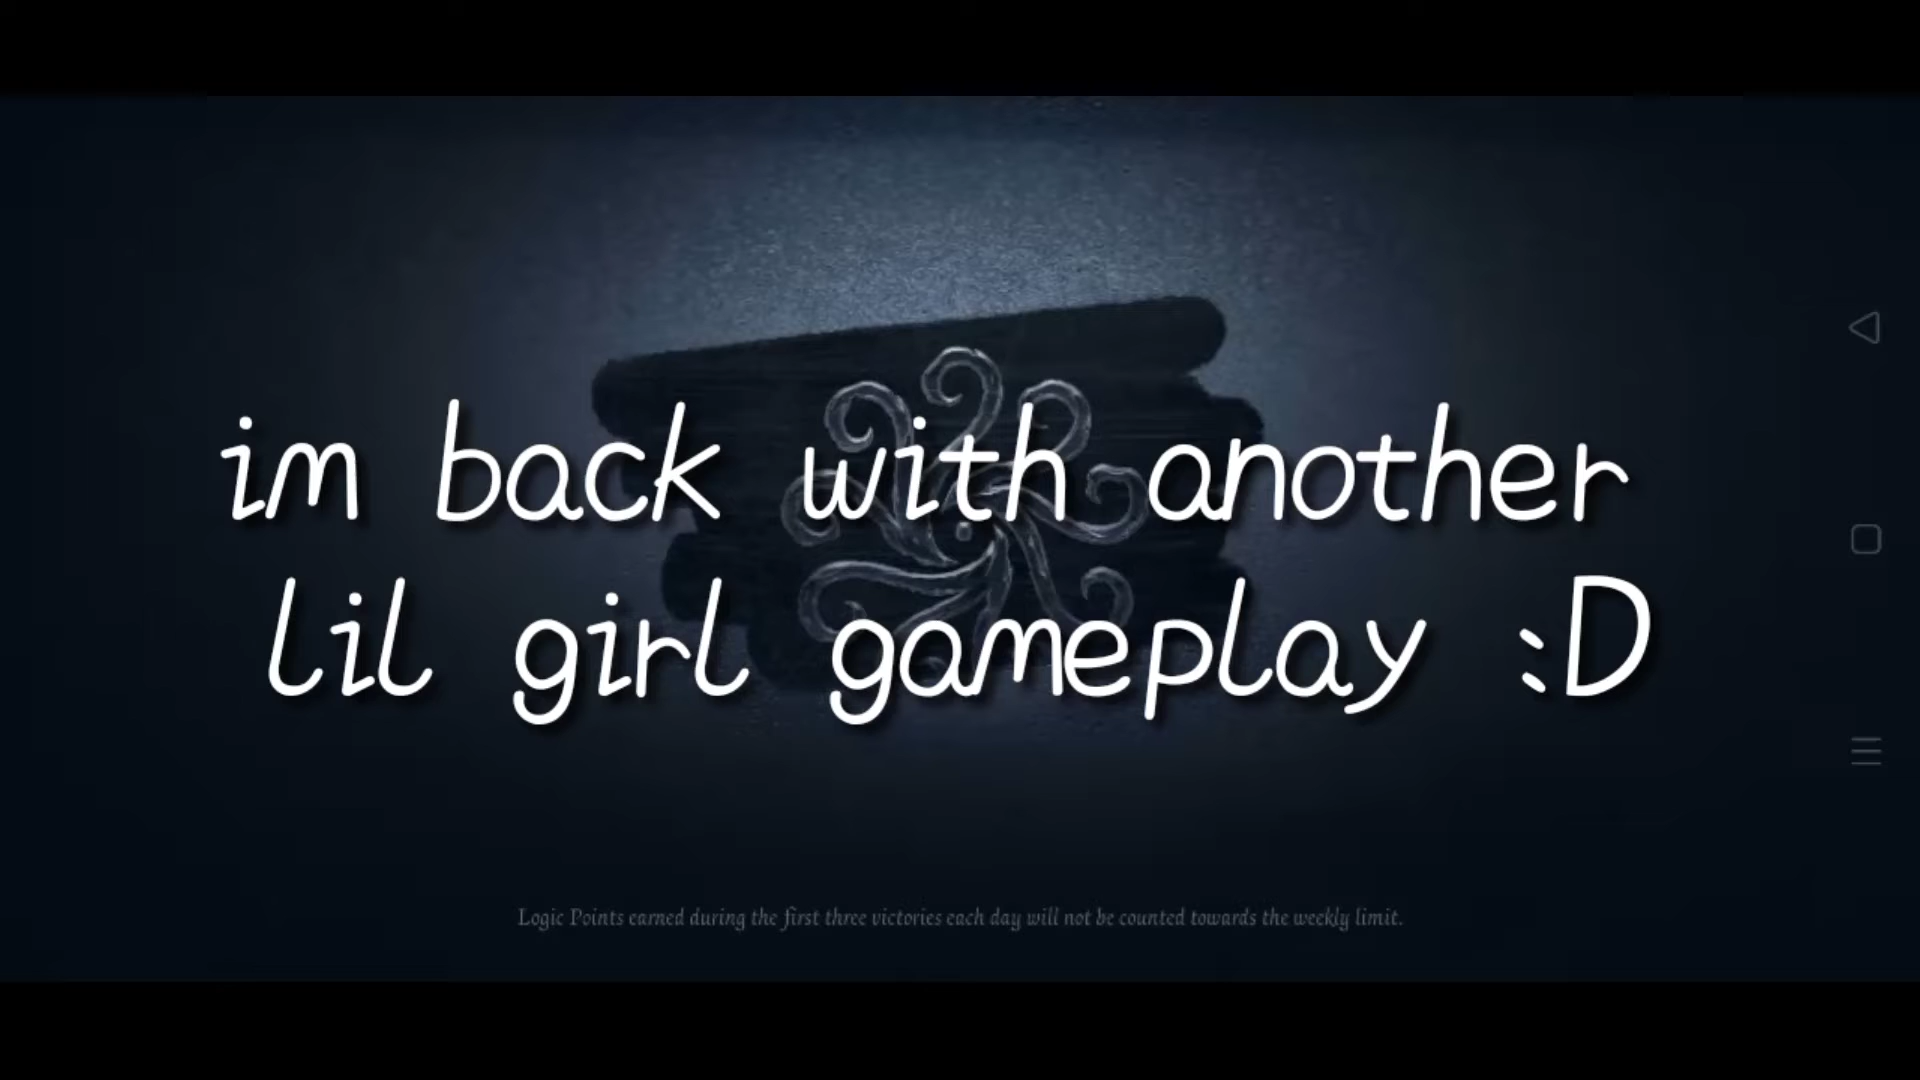 im back with another
lil girl gameplay :D
Logic Points earned during the first three victories each day will not be counted towards the weekly limit.